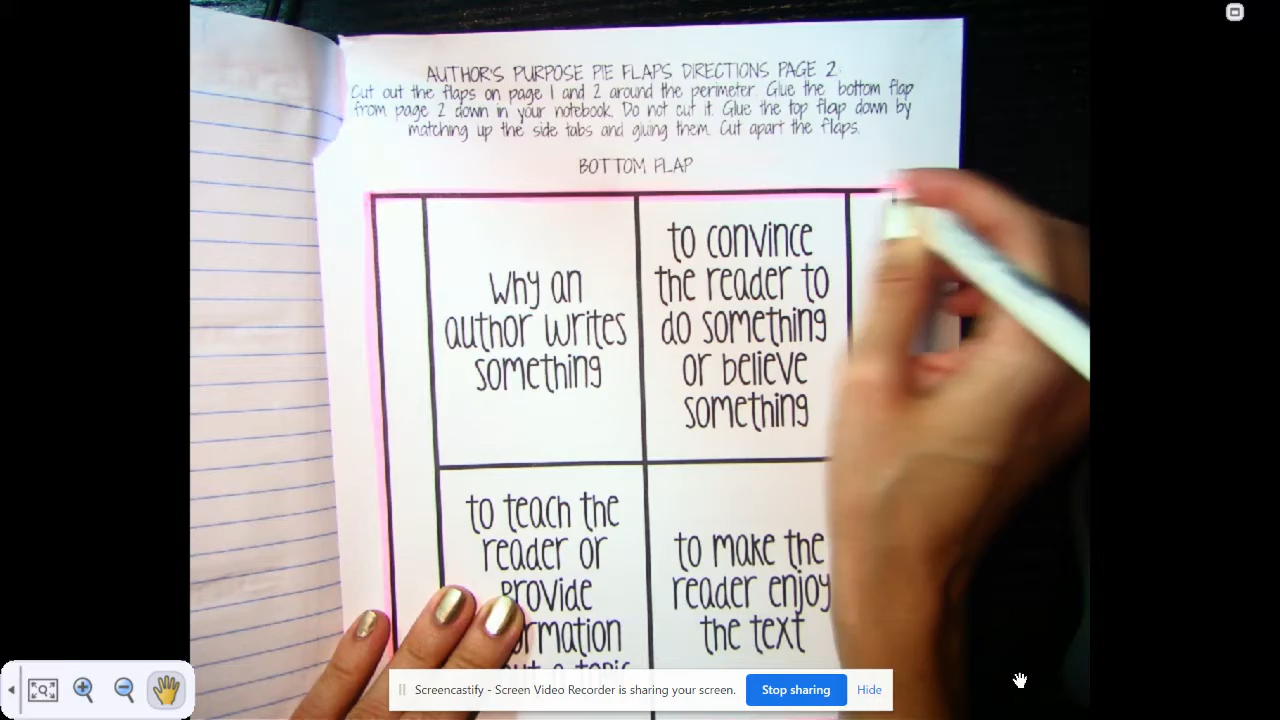 AUTHOR'S PURPOSE PIE FLAPS DIRECTIONS PAGE 2:
Cut out the flaps on page 1 and 2 around the perimeter. Glue the bottom flap
from page 2 down in your notebook. Do not cut it. Glue the top flap down by
matching up the side tabs and gluing them. Cut apart the flaps.
BOTTOM FLAP
Why an
author writes
something
to convince
the reader to
do something
or believe
something
to teach the
reader or
provide
to make the
reader enjoy
the text
Screencastify - Screen Video Recorder is sharing your screen.
Stop sharing
Hide